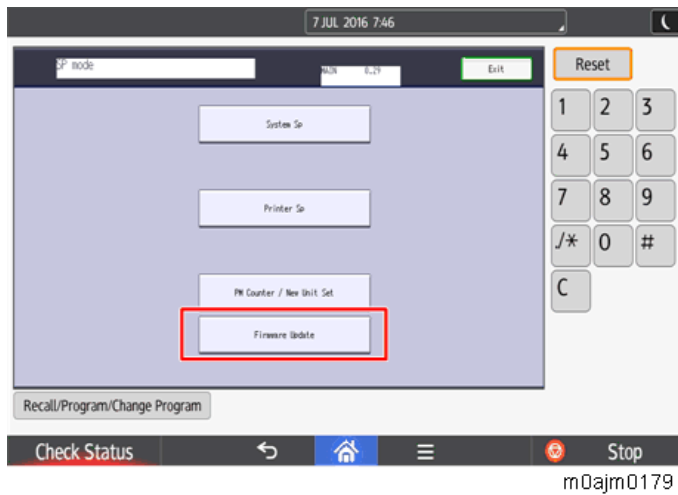 7 JUL 2016 7:46
SP mode
MAIN 0.29
Exit
Reset
System Sp
Printer Sp
PM Counter / New Unit Set
Firmware Update
1 2 3
4 5 6
7 8 9
./* 0 #
C
Recall/Program/Change Program
Check Status
Stop
m0ajm0179